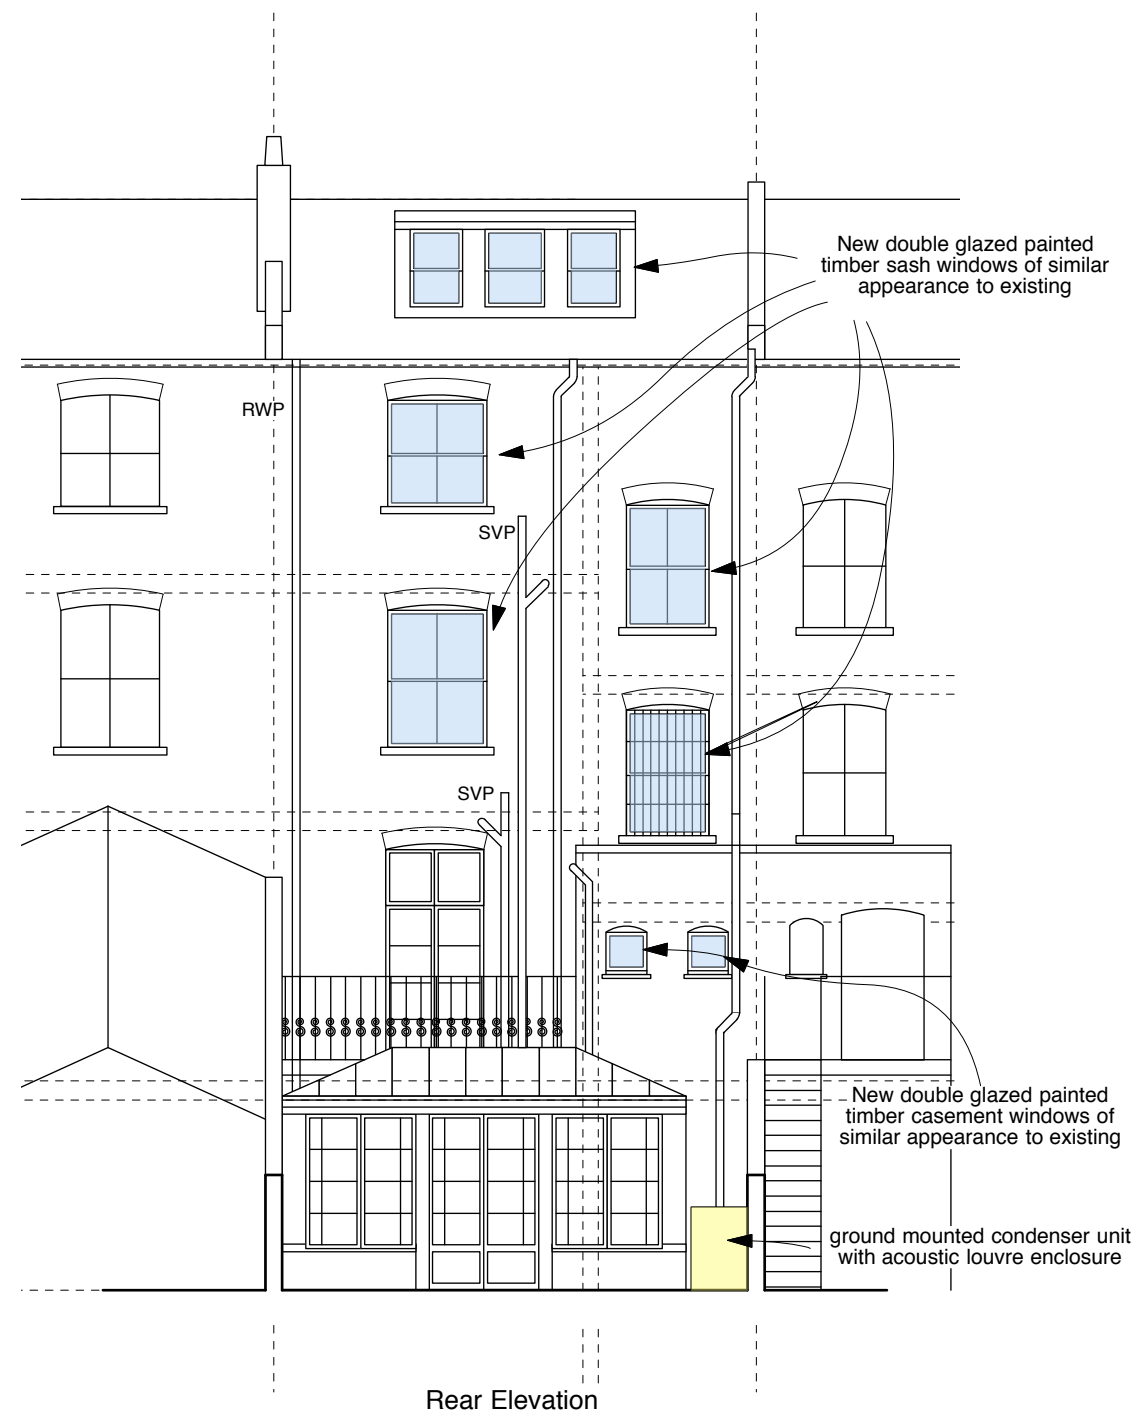 New double glazed painted
timber sash windows of similar
appearance to existing
RWP
SVP
SVP
New double glazed painted
timber casement windows of
similar appearance to existing
ground mounted condenser unit
with acoustic louvre enclosure
Rear Elevation